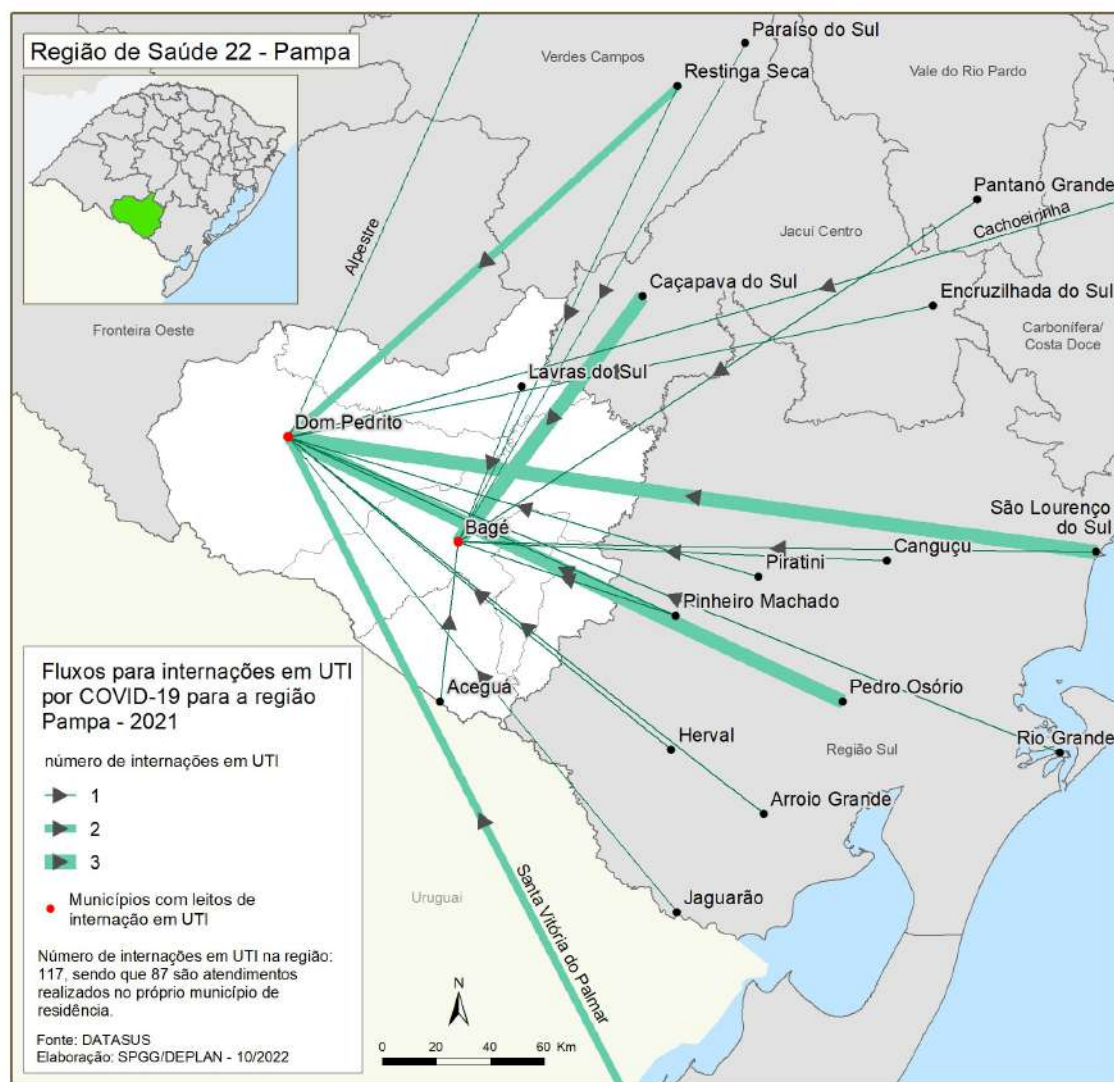 Região de Saúde 22 - Pampa
Verdes Campos
Paraíso do Sul
Restinga Seca
Vale do Rio Pardo
Pantano Grande
Cachoeirinha
Jacuí Centro
Alpestre
Caçapava do Sul
Encruzilhada do Sul
Fronteira Oeste
Carbonífera/
Costa Doce
Lavras do Sul
Dom Pedrito
São Lourenço
do Sul
Bagé
Canguçu
Piratini
Pinheiro Machado
Aceguá
Pedro Osório
Herval
Região Sul
Rio Grande
Arroio Grande
Santa Vitória do Palmar
Uruguai
Jaguarão
Fluxos para internações em UTI
por COVID-19 para a região
Pampa - 2021
número de internações em UTI
1
2
3
Municípios com leitos de
internação em UTI
Número de internações em UTI na região:
117, sendo que 87 são atendimentos
realizados no próprio município de
residência.
Fonte: DATASUS
Elaboração: SPGG/DEPLAN - 10/2022
N
0 20 40 60 Km